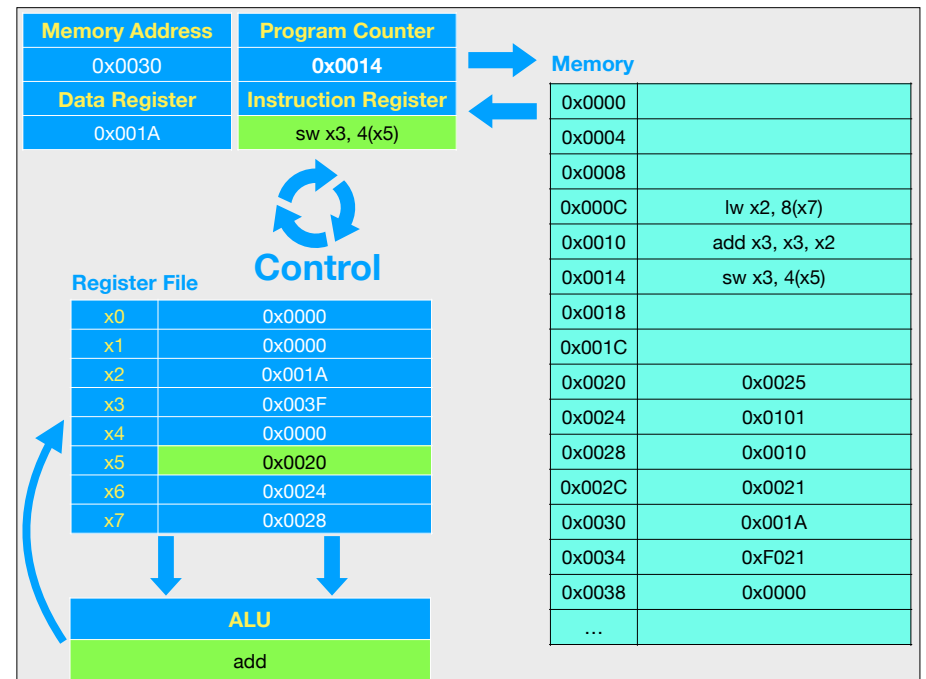 Memory Address Program Counter
0x0030 0x0014
Data Register Instruction Register
0x001A sw x3, 4(x5)
Control
Register File
x0 0x0000
x1 0x0000
x2 0x001A
x3 0x003F
x4 0x0000
x5 0x0020
x6 0x0024
x7 0x0028
ALU
add
Memory
0x0000
0x0004
0x0008
0x000C lw x2, 8(x7)
0x0010 add x3, x3, x2
0x0014 sw x3, 4(x5)
0x0018
0x001C
0x0020 0x0025
0x0024 0x0101
0x0028 0x0010
0x002C 0x0021
0x0030 0x001A
0x0034 0xF021
0x0038 0x0000
…